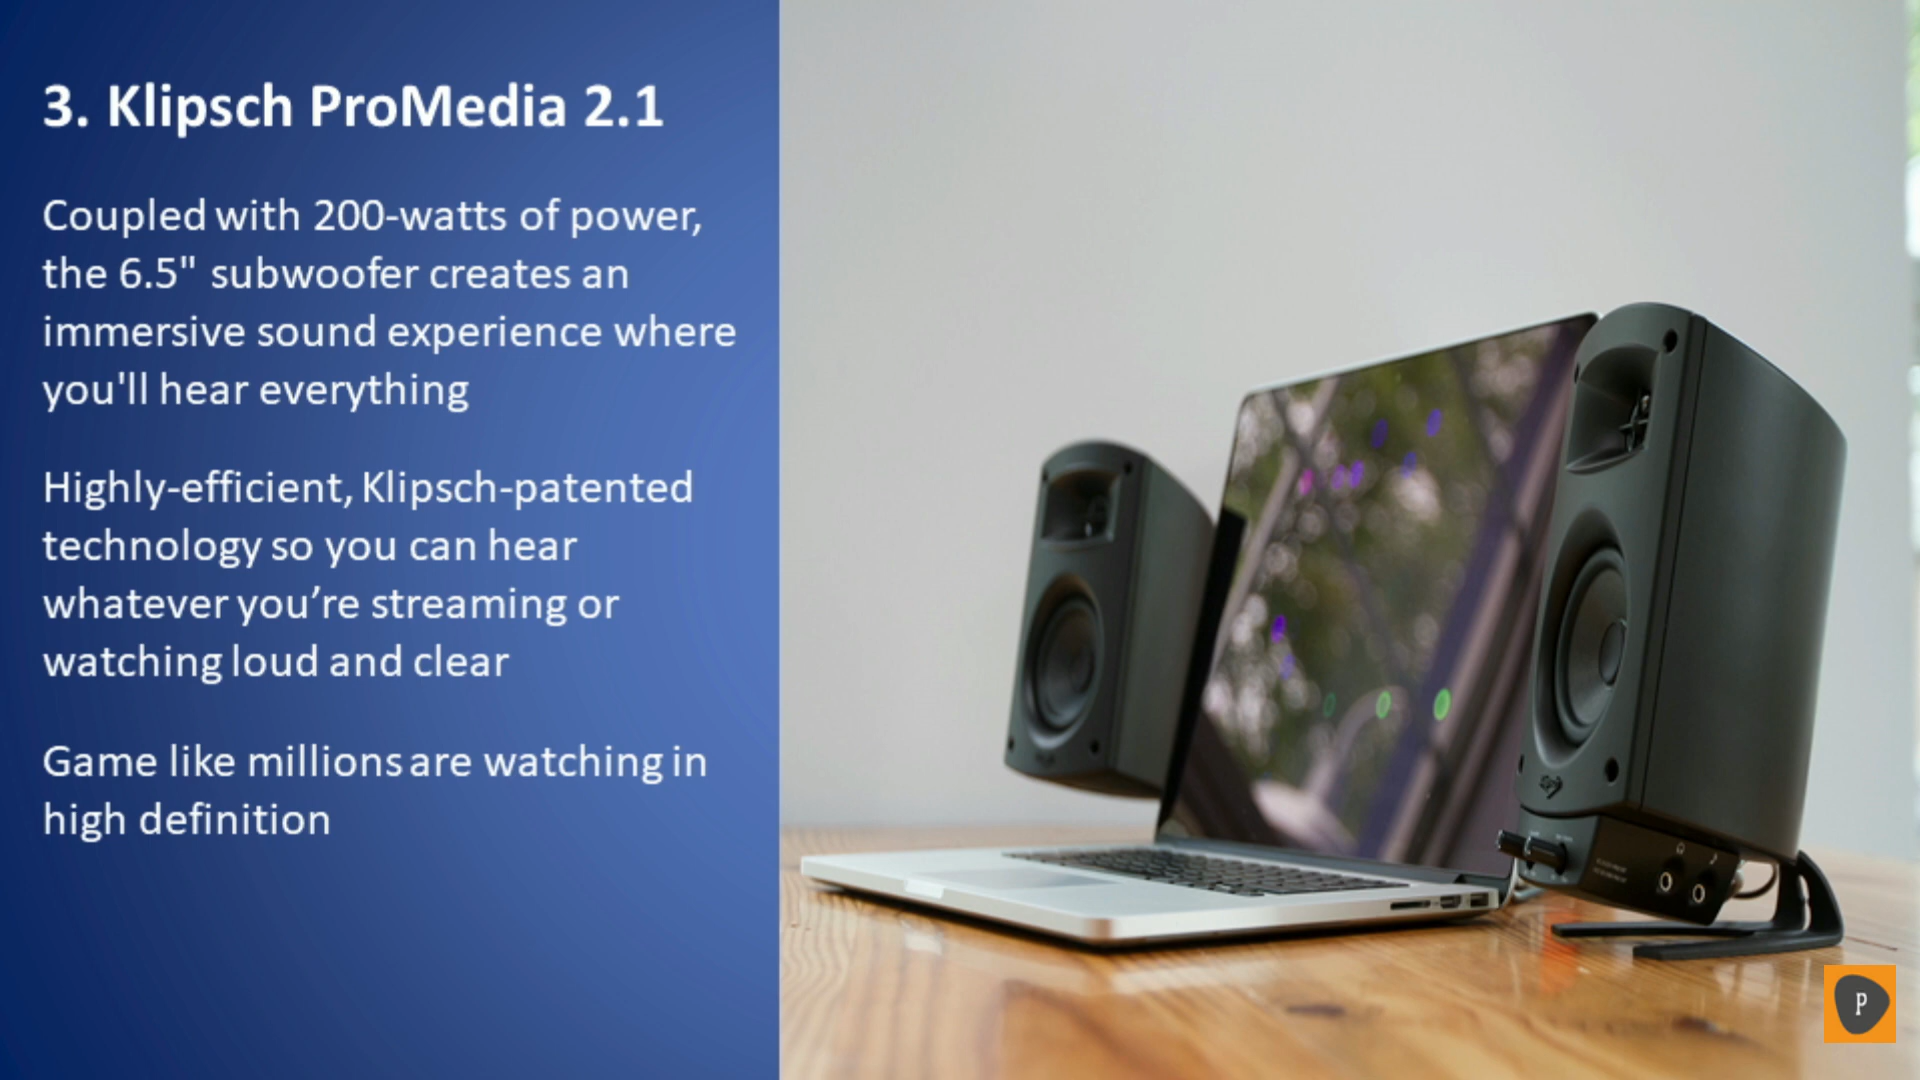 3. Klipsch ProMedia 2.1
Coupled with 200-watts of power,
the 6.5" subwoofer creates an
immersive sound experience where
you'll hear everything
Highly-efficient, Klipsch-patented
technology so you can hear
whatever you’re streaming or
watching loud and clear
Game like millions are watching in
high definition
P